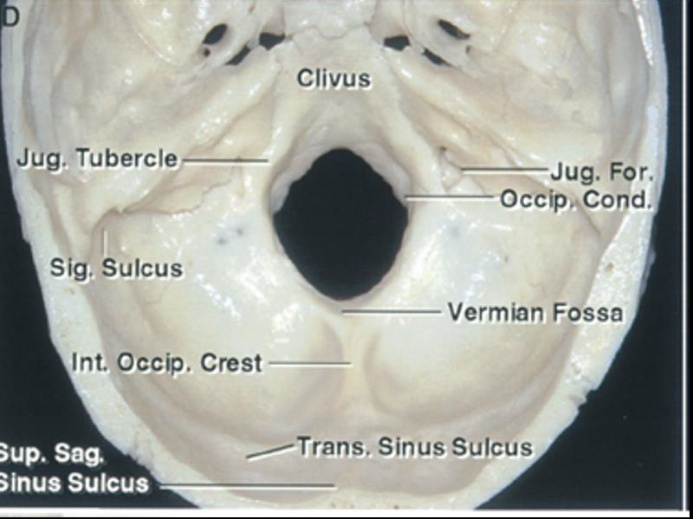 D
Clivus
Jug. Tubercle
Jug. For.
Occip. Cond.
Sig. Sulcus
Vermian Fossa
Int. Occip. Crest
Trans. Sinus Sulcus
Sup. Sag.
Sinus Sulcus